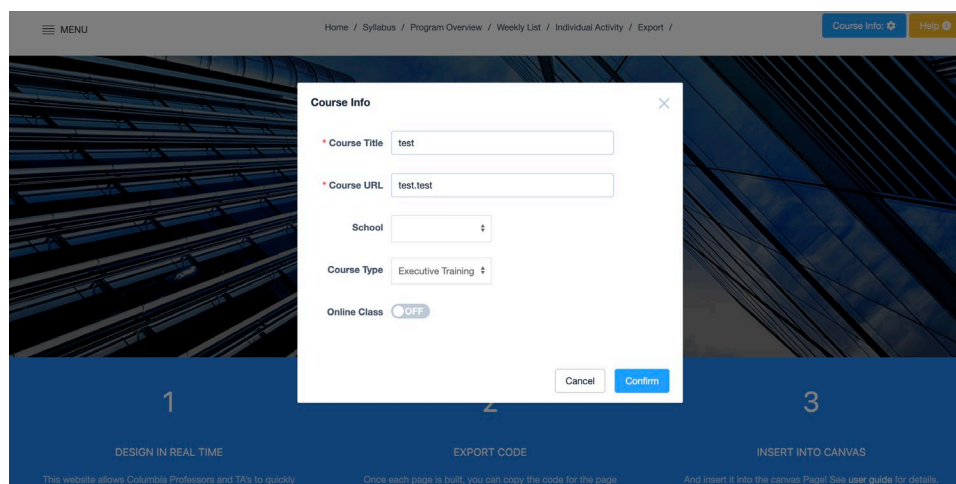 MENU
Home / Syllabus / Program Overview / Weekly List / Individual Activity / Export /
Course Info:
Help
Course Info
* Course Title
test
* Course URL
test.test
School
Course Type
Executive Training
Online Class
OFF
Cancel
Confirm
1
2
3
DESIGN IN REAL TIME
EXPORT CODE
INSERT INTO CANVAS
This website allows Columbia Professors and TA's to quickly
Once each page is built, you can copy the code for the page
And insert it into the canvas Page! See user guide for details.